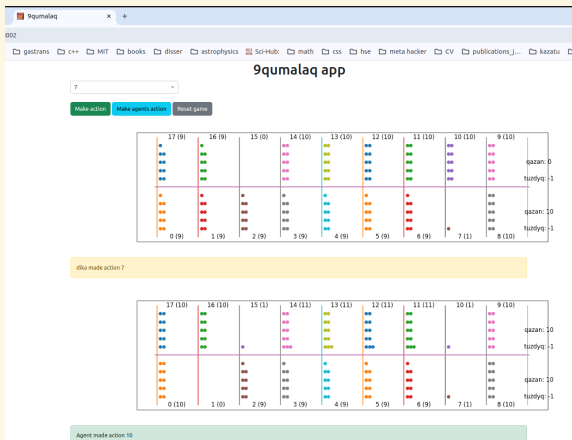 9qumalaq
002
gastrans c++ MIT books disser astrophysics Sci-Hub: math css hse meta hacker CV publications_j... kazatu
9qumalaq app
7
Make action Make agents action Reset game
17 (9) 16 (9) 15 (0) 14 (10) 13 (10) 12 (10) 11 (10) 10 (10) 9 (10)
qazan: 0
tuzdyq: -1
0 (9) 1 (9) 2 (9) 3 (9) 4 (9) 5 (9) 6 (9) 7 (1) 8 (10)
qazan: 10
tuzdyq: -1
dika made action 7
17 (10) 16 (10) 15 (1) 14 (11) 13 (11) 12 (11) 11 (11) 10 (1) 9 (10)
qazan: 10
tuzdyq: -1
0 (10) 1 (0) 2 (9) 3 (9) 4 (9) 5 (9) 6 (9) 7 (1) 8 (10)
qazan: 10
tuzdyq: -1
Agent made action 10